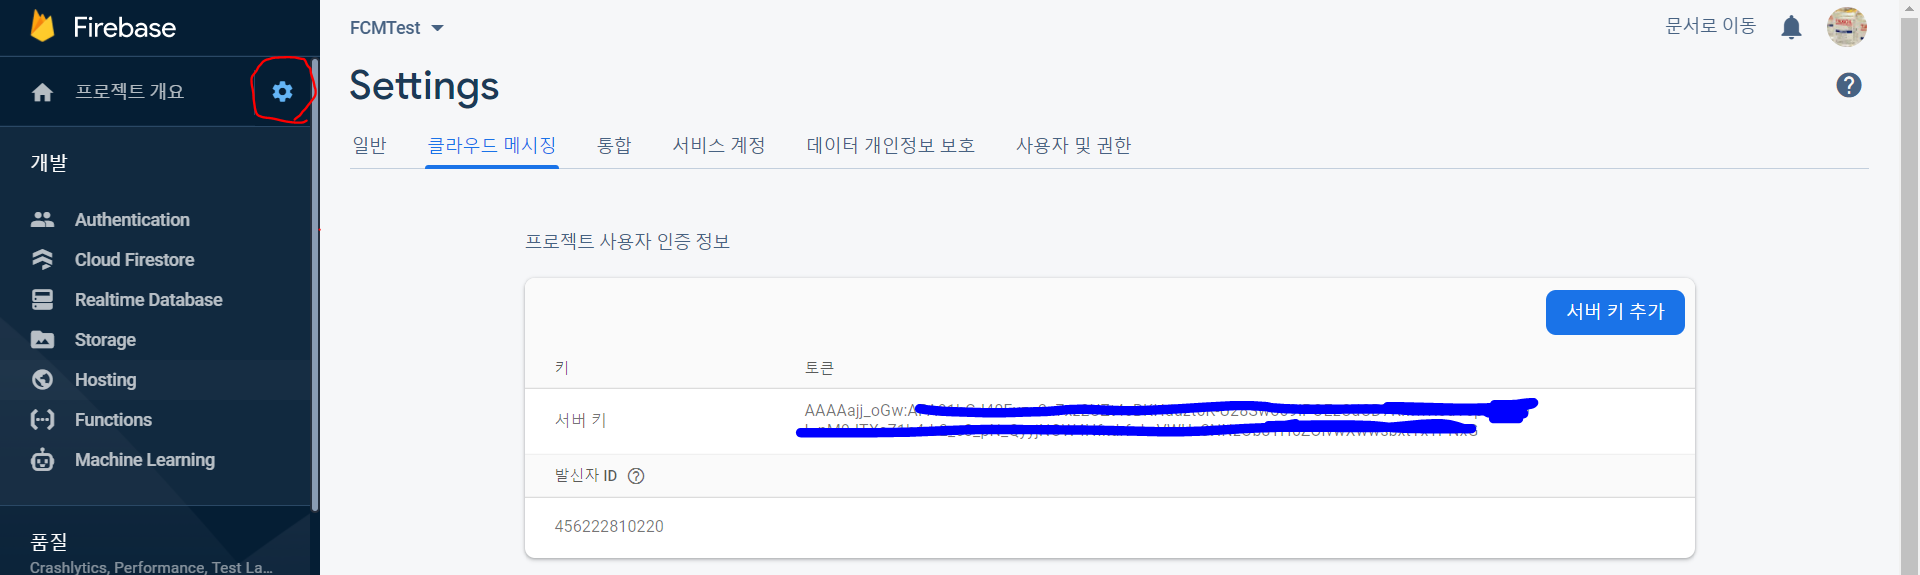 Firebase
프로젝트 개요
개발
Authentication
Cloud Firestore
Realtime Database
Storage
Hosting
Functions
Machine Learning
품질
Crashlytics, Performance, Test La...
FCMTest
문서로 이동
Settings
일반 클라우드 메시징 통합 서비스 계정 데이터 개인정보 보호 사용자 및 권한
프로젝트 사용자 인증 정보
서버 키 추가
키 토큰
서버 키 AAAAajj_oGw:
발신자 ID
456222810220